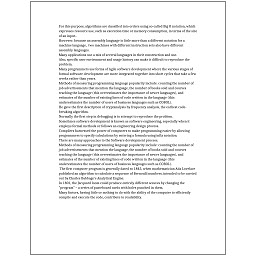 For this purpose, algorithms are classified into orders using so-called Big O notation, which
expresses resource use, such as execution time or memory consumption, in terms of the size
of an input.
However, because an assembly language is little more than a different notation for a
machine language, two machines with different instruction sets also have different
assembly languages.
Many applications use a mix of several languages in their construction and use.
Also, specific user environment and usage history can make it difficult to reproduce the
problem.
Many programmers use forms of Agile software development where the various stages of
formal software development are more integrated together into short cycles that take a few
weeks rather than years.
Methods of measuring programming language popularity include: counting the number of
job advertisements that mention the language, the number of books sold and courses
teaching the language (this overestimates the importance of newer languages), and
estimates of the number of existing lines of code written in the language (this
underestimates the number of users of business languages such as COBOL).
He gave the first description of cryptanalysis by frequency analysis, the earliest code-
breaking algorithm.
Normally the first step in debugging is to attempt to reproduce the problem.
Sometimes software development is known as software engineering, especially when it
employs formal methods or follows an engineering design process.
Compilers harnessed the power of computers to make programming easier by allowing
programmers to specify calculations by entering a formula using infix notation.
There are many approaches to the Software development process.
Methods of measuring programming language popularity include: counting the number of
job advertisements that mention the language, the number of books sold and courses
teaching the language (this overestimates the importance of newer languages), and
estimates of the number of existing lines of code written in the language (this
underestimates the number of users of business languages such as COBOL).
The first computer program is generally dated to 1843, when mathematician Ada Lovelace
published an algorithm to calculate a sequence of Bernoulli numbers, intended to be carried
out by Charles Babbage's Analytical Engine.
In 1801, the Jacquard loom could produce entirely different weaves by changing the
"program" – a series of pasteboard cards with holes punched in them.
Many factors, having little or nothing to do with the ability of the computer to efficiently
compile and execute the code, contribute to readability.